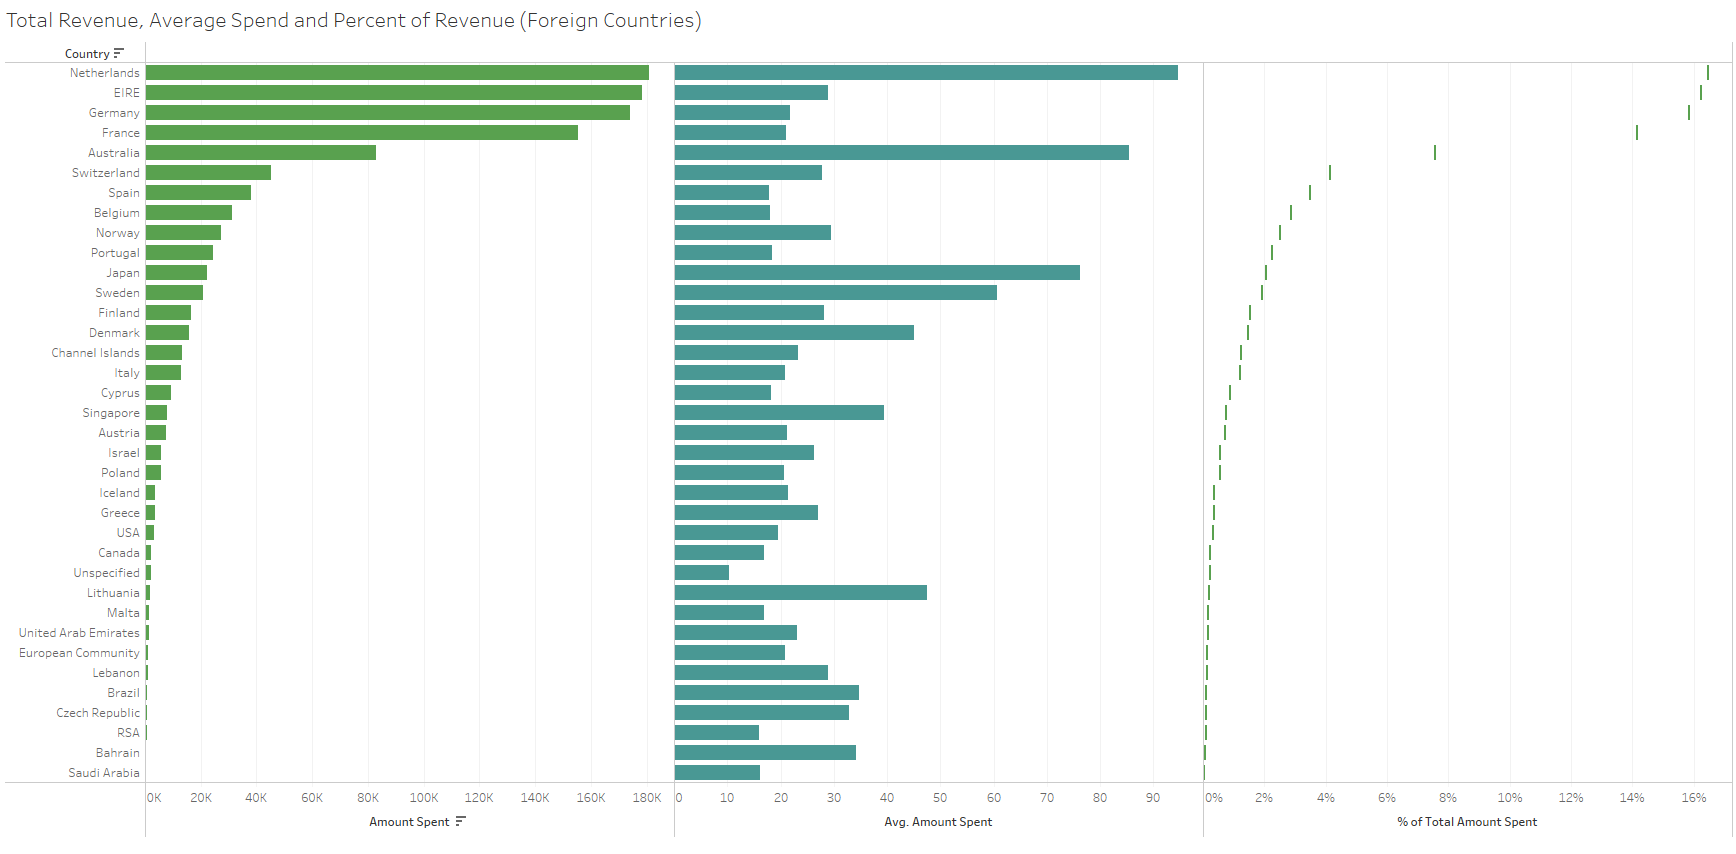 Total Revenue, Average Spend and Percent of Revenue (Foreign Countries)
Country
Netherlands
EIRE
Germany
France
Australia
Switzerland
Spain
Belgium
Norway
Portugal
Japan
Sweden
Finland
Denmark
Channel Islands
Italy
Cyprus
Singapore
Austria
Israel
Poland
Iceland
Greece
USA
Canada
Unspecified
Lithuania
Malta
United Arab Emirates
European Community
Lebanon
Brazil
Czech Republic
RSA
Bahrain
Saudi Arabia
0K 20K 40K 60K 80K 100K 120K 140K 160K 180K 0 10 20 30 40 50 60 70 80 90 0% 2% 4% 6% 8% 10% 12% 14% 16%
Amount Spent Avg. Amount Spent % of Total Amount Spent